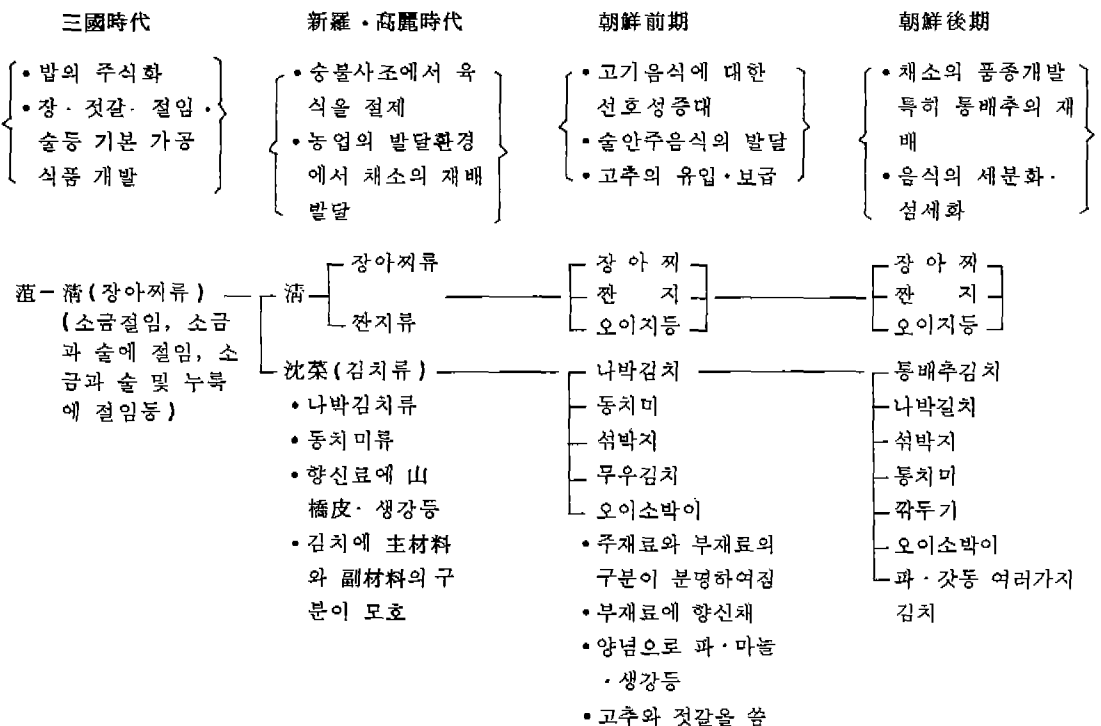 三國時代
• 밥의 주식화
• 장 · 젓갈 · 절임 ·
술등 기본 가공
식품 개발
新羅 · 高麗時代
• 숭불사조에서 육
식을 절제
• 농업의 발달환경
에서 채소의 재배
발달
朝鮮前期
• 고기음식에 대한
선호성증대
• 술안주음식의 발달
• 고추의 유입 · 보급
朝鮮後期
• 채소의 품종개발
특히 통배추의 재
배
• 음식의 세분화 ·
섬세화
菹 – 漬 (장아찌류)
(소금절임, 소금
과 술에 절임, 소
금과 술 및 누룩
에 절임등)
漬
장아찌류
짠지류
沈菜 (김치류)
• 나박김치류
• 동치미류
• 향신료에 山
橘皮 · 생강등
• 김치에 主材料
와 副材料의 구
분이 모호
장 아 찌
짠 지
오이지등
나박김치
동치미
섞박지
무우김치
오이소박이
• 주재료와 부재료의
구분이 분명하여짐
• 부재료에 향신채
• 양념으로 파 · 마늘
· 생강등
• 고추와 젓갈을 씀
장 아 찌
짠 지
오이지등
통배추김치
나박길치
섞박지
통치미
깍두기
오이소박이
파 · 갓동 여러가지
김치